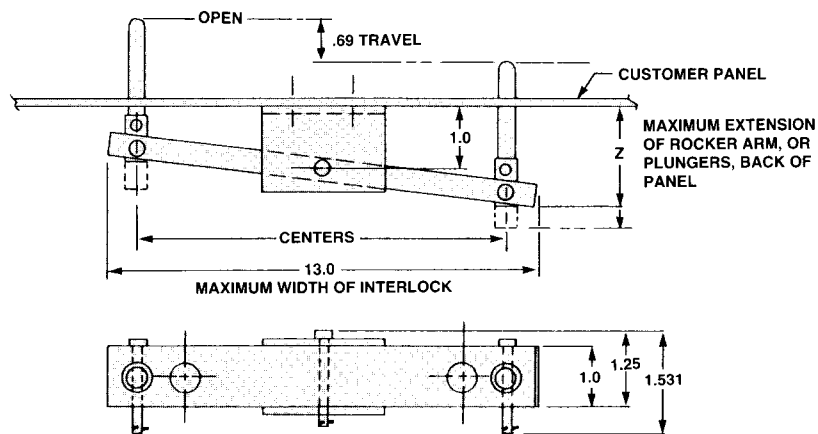 OPEN
.69 TRAVEL
CUSTOMER PANEL
1.0
Z
MAXIMUM EXTENSION
OF ROCKER ARM, OR
PLUNGERS, BACK OF
PANEL
CENTERS
13.0
MAXIMUM WIDTH OF INTERLOCK
1.0
1.25
1.531